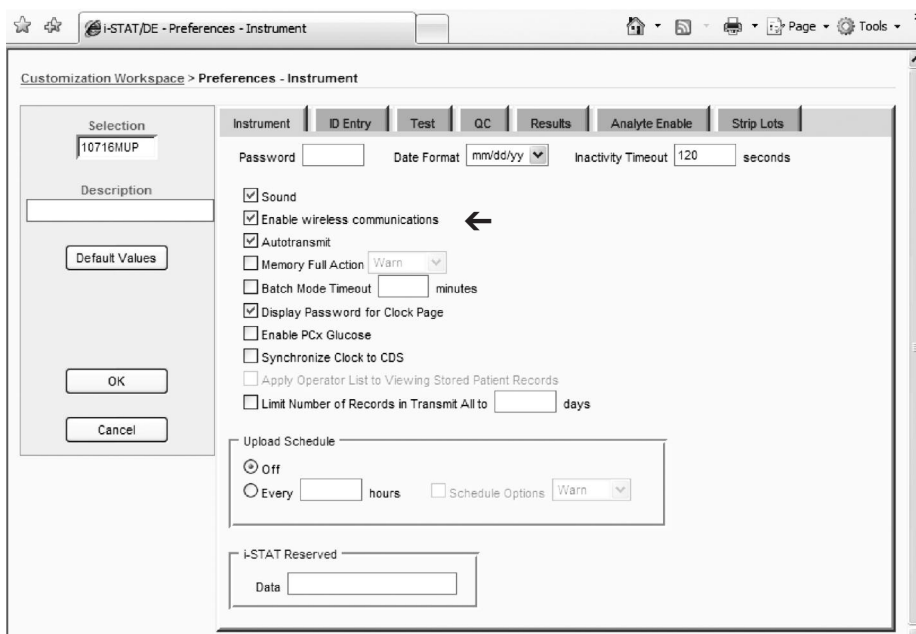 i-STAT/DE - Preferences - Instrument
Page Tools
Customization Workspace > Preferences - Instrument
Selection
10716MUP
Description
Default Values
OK
Cancel
Instrument ID Entry Test QC Results Analyte Enable Strip Lots
Password Date Format mm/dd/yy Inactivity Timeout 120 seconds
Sound
Enable wireless communications
Autotransmit
Memory Full Action Warn
Batch Mode Timeout minutes
Display Password for Clock Page
Enable PCx Glucose
Synchronize Clock to CDS
Apply Operator List to Viewing Stored Patient Records
Limit Number of Records in Transmit All to days
Upload Schedule
Off
Every hours Schedule Options Warn
i-STAT Reserved
Data